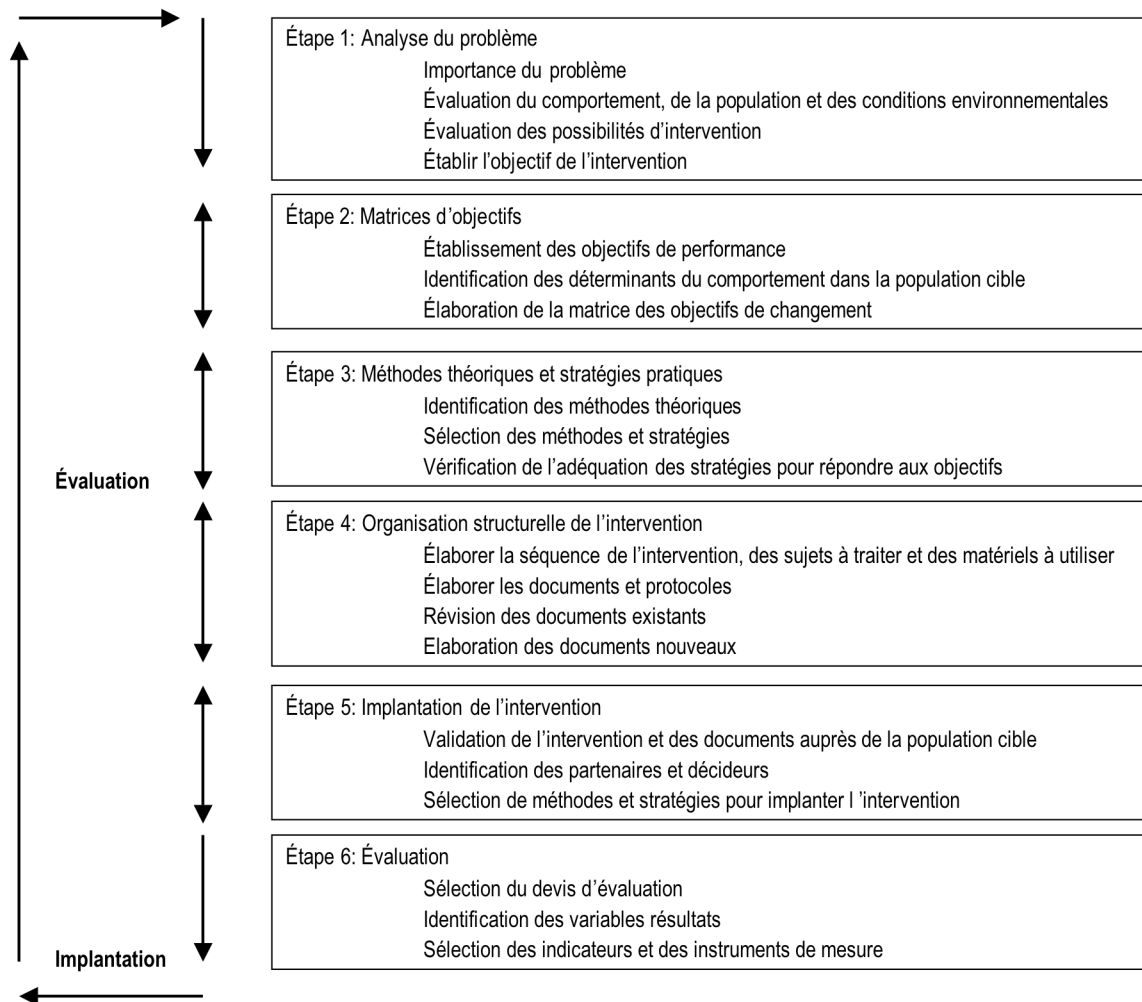 Étape 1: Analyse du problème
Importance du problème
Évaluation du comportement, de la population et des conditions environnementales
Évaluation des possibilités d’intervention
Établir l’objectif de l’intervention
Étape 2: Matrices d’objectifs
Établissement des objectifs de performance
Identification des déterminants du comportement dans la population cible
Élaboration de la matrice des objectifs de changement
Étape 3: Méthodes théoriques et stratégies pratiques
Identification des méthodes théoriques
Sélection des méthodes et stratégies
Vérification de l’adéquation des stratégies pour répondre aux objectifs
Évaluation
Étape 4: Organisation structurelle de l’intervention
Élaborer la séquence de l’intervention, des sujets à traiter et des matériels à utiliser
Élaborer les documents et protocoles
Révision des documents existants
Elaboration des documents nouveaux
Étape 5: Implantation de l’intervention
Validation de l’intervention et des documents auprès de la population cible
Identification des partenaires et décideurs
Sélection de méthodes et stratégies pour implanter l ’intervention
Étape 6: Évaluation
Sélection du devis d’évaluation
Identification des variables résultats
Sélection des indicateurs et des instruments de mesure
Implantation